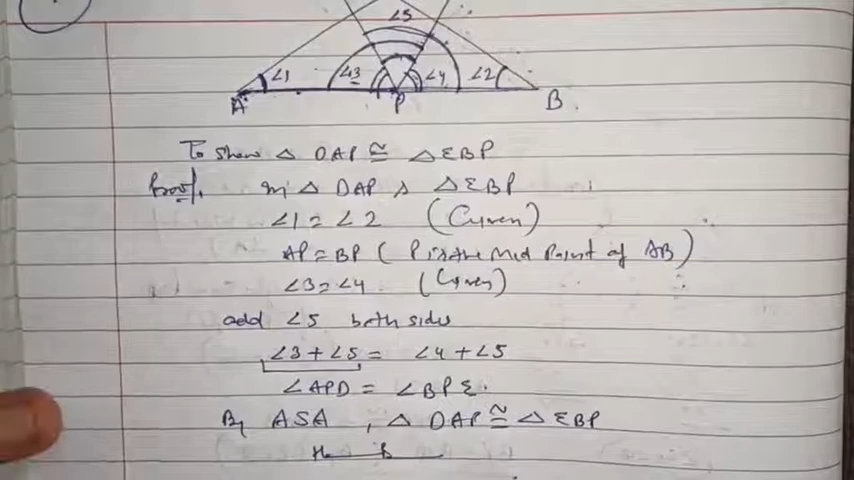 ∠5
∠1 ∠3 ∠4 ∠2
A P B
To show △ DAP ≅ △EBP
Proof. In △ DAP & △EBP
∠1 = ∠2 (Given)
AP = BP ( P is the Mid Point of AB)
∠3 = ∠4 (Given)
add ∠5 both sides
∠3 + ∠5 = ∠4 + ∠5
∠APD = ∠BPE.
By ASA , △ DAP ≅ △ EBP